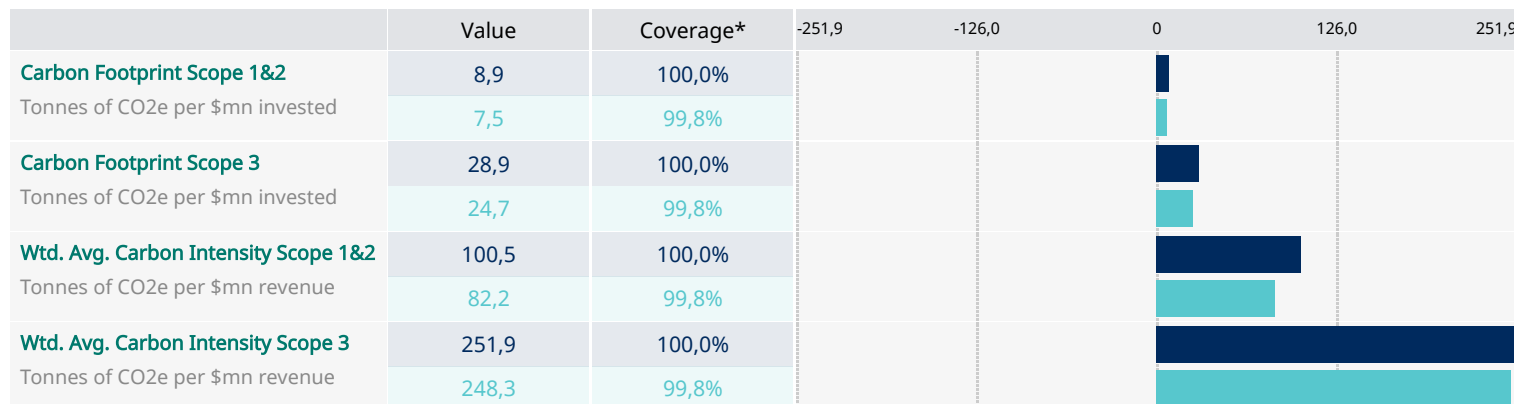 Value Coverage* -251,9 -126,0 0 126,0 251,9
Carbon Footprint Scope 1&2 8,9 100,0%
Tonnes of CO2e per $mn invested 7,5 99,8%
Carbon Footprint Scope 3 28,9 100,0%
Tonnes of CO2e per $mn invested 24,7 99,8%
Wtd. Avg. Carbon Intensity Scope 1&2 100,5 100,0%
Tonnes of CO2e per $mn revenue 82,2 99,8%
Wtd. Avg. Carbon Intensity Scope 3 251,9 100,0%
Tonnes of CO2e per $mn revenue 248,3 99,8%